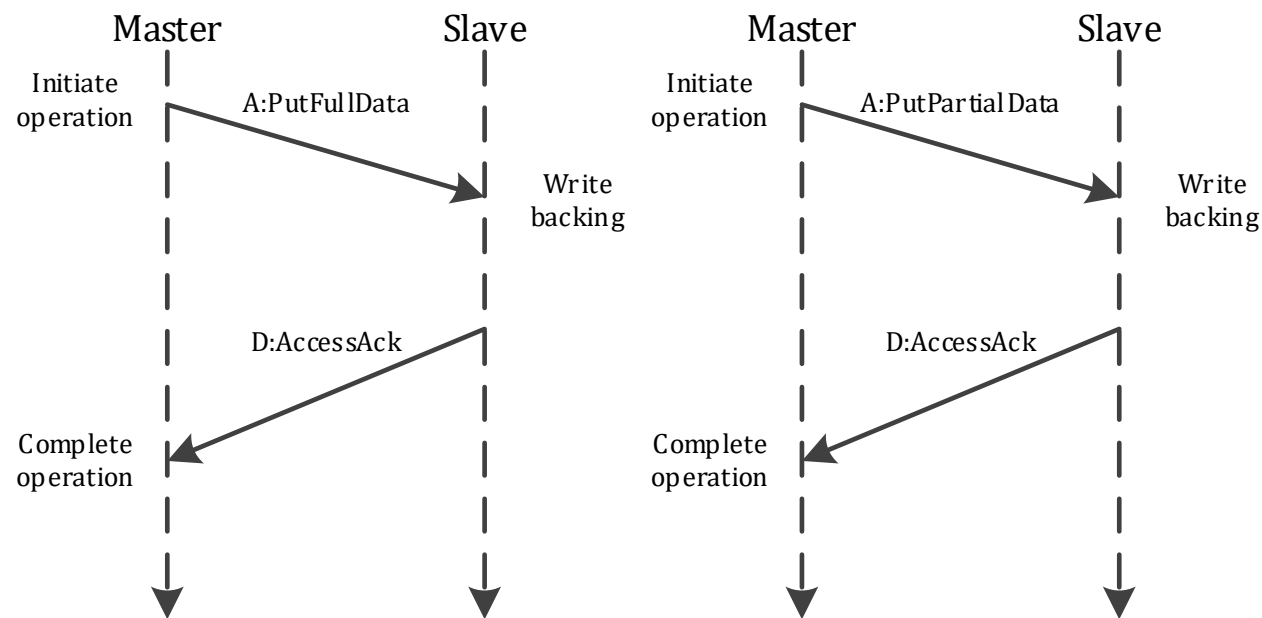 Master
Slave
Initiate
operation
A:PutFullData
Write
backing
D:AccessAck
Complete
operation
Master
Slave
Initiate
operation
A:PutPartialData
Write
backing
D:AccessAck
Complete
operation